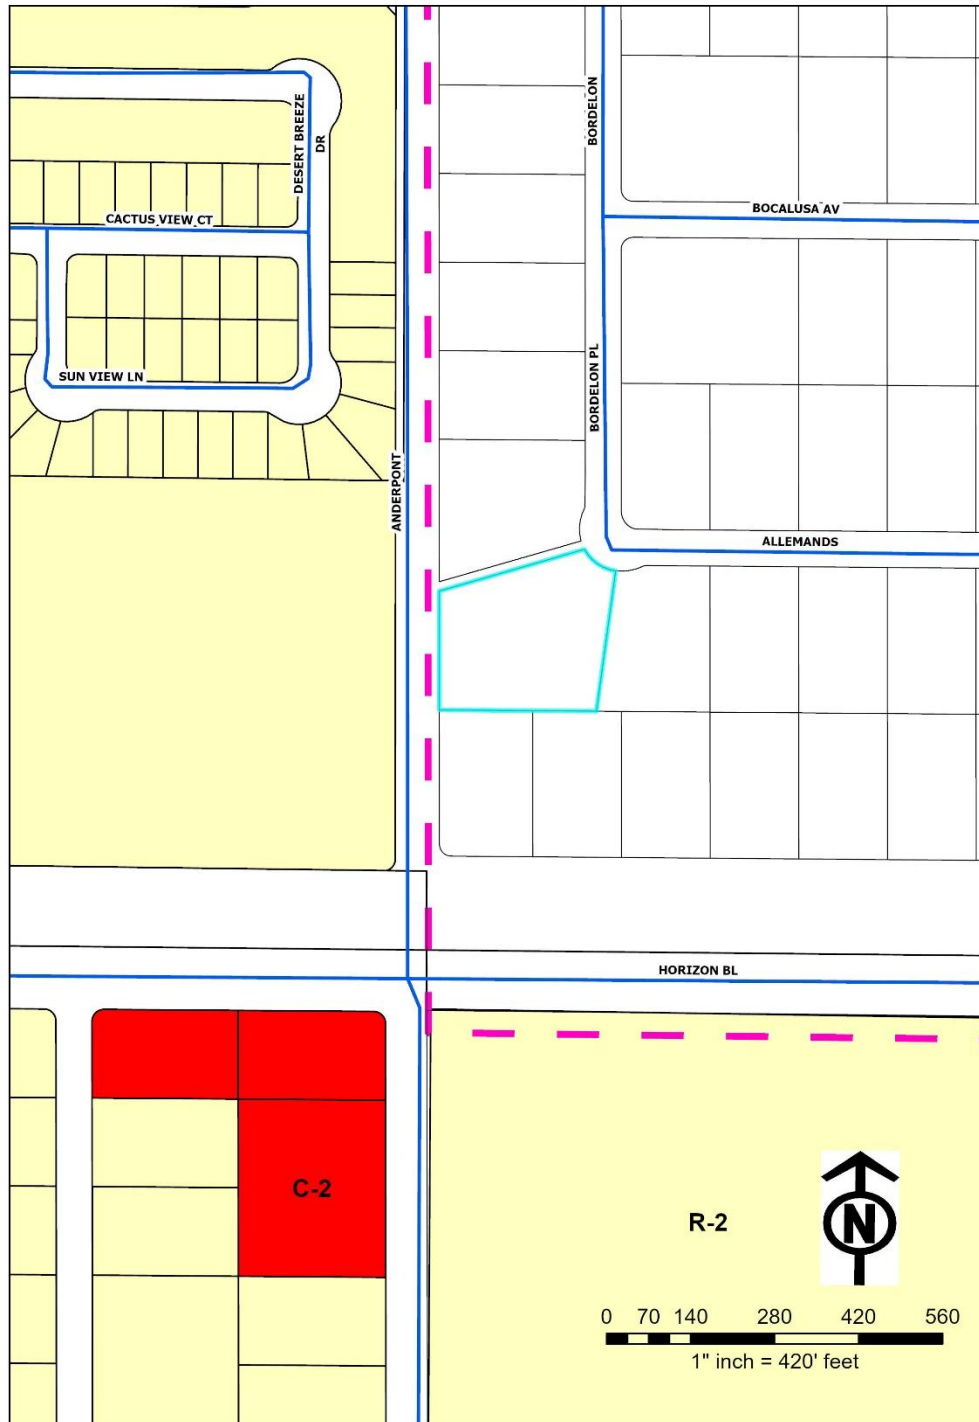 DESERT BREEZE
DR
BORDELON
CACTUS VIEW CT
BOCALUSA AV
SUN VIEW LN
BORDELON PL
ANDERPONT
ALLEMANDS
HORIZON BL
C-2
R-2
N
0 70 140 280 420 560
1" inch = 420' feet